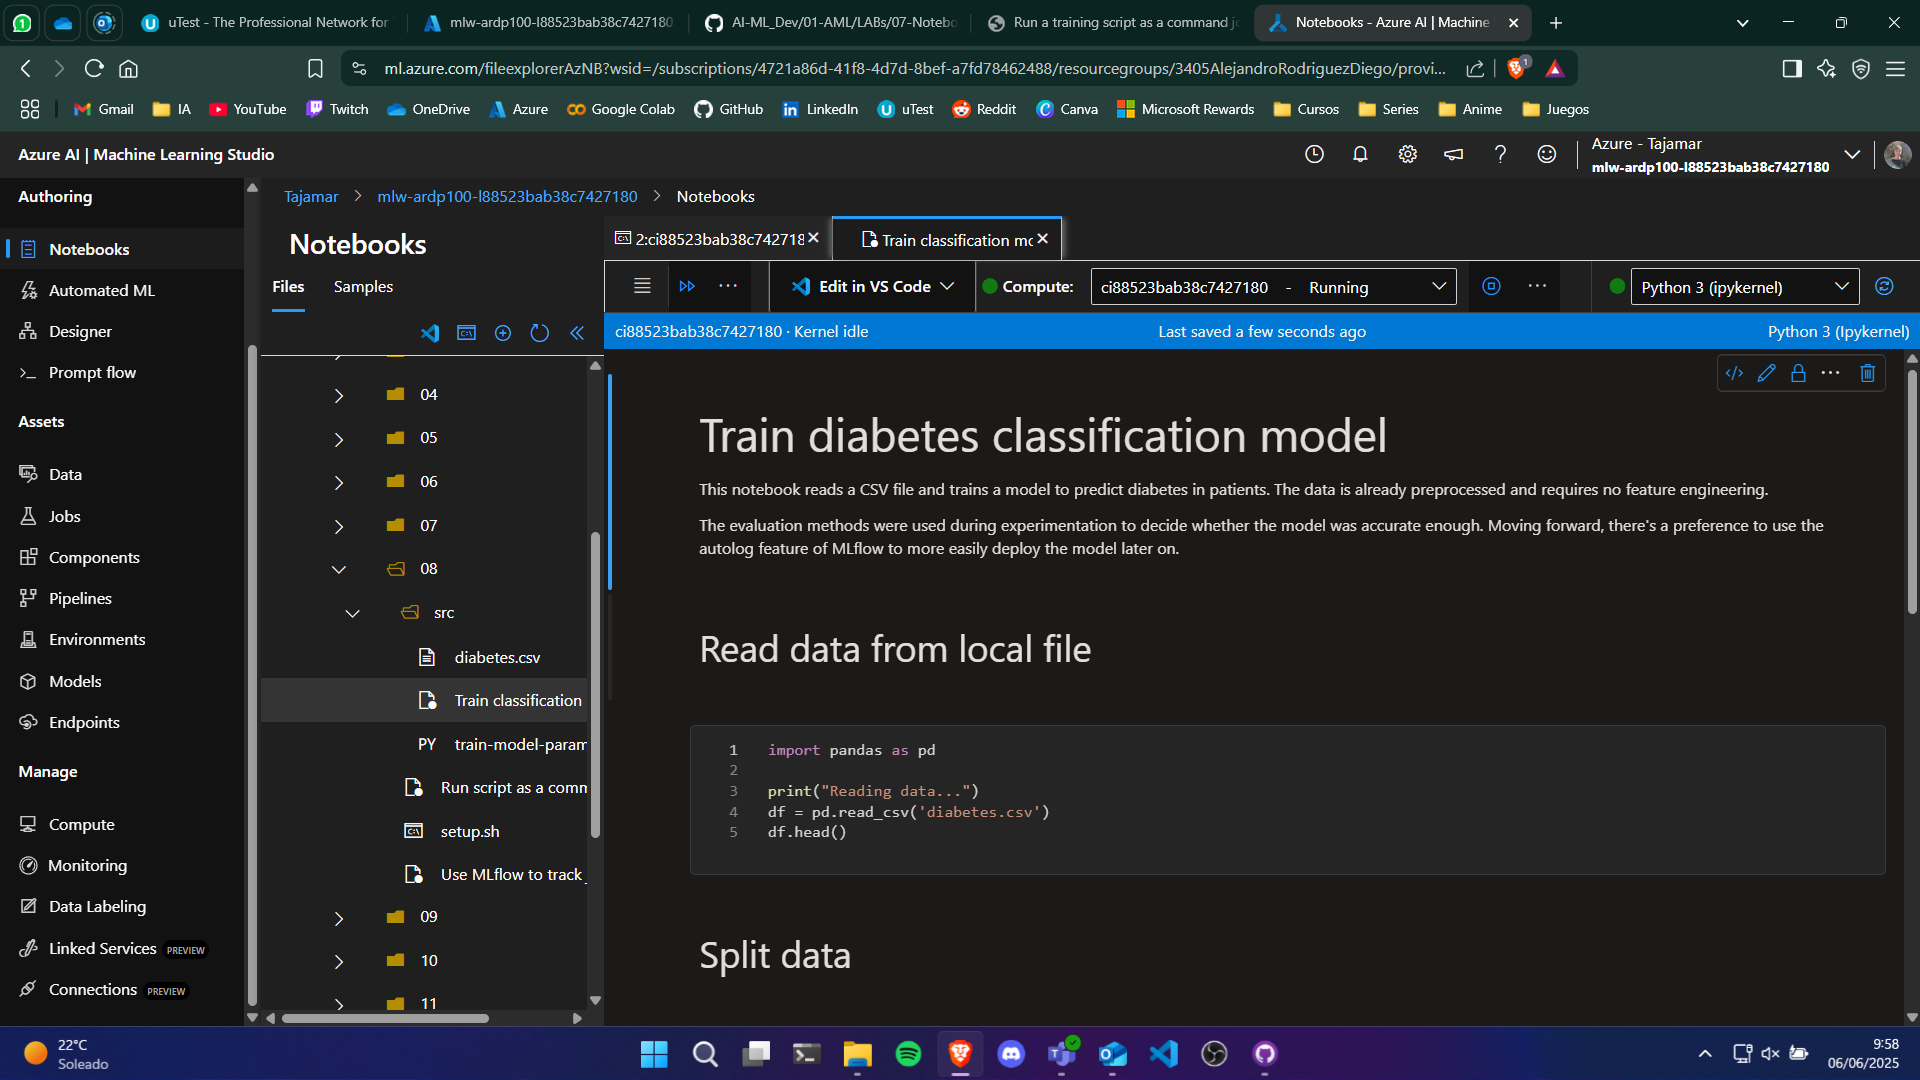 uTest - The Professional Network for
mlw-ardp100-l88523bab38c7427180
AI-ML_Dev/01-AML/LABs/07-Notebo
Run a training script as a command jo
Notebooks - Azure AI | Machine
ml.azure.com/fileexplorerAzNB?wsid=/subscriptions/4721a86d-41f8-4d7d-8bef-a7fd78462488/resourcegroups/3405AlejandroRodriguezDiego/provi...
1
Gmail
IA
YouTube
Twitch
OneDrive
Azure
Google Colab
GitHub
LinkedIn
uTest
Reddit
Canva
Microsoft Rewards
Cursos
Series
Anime
Juegos
Azure AI | Machine Learning Studio
Azure - Tajamar
mlw-ardp100-l88523bab38c7427180
Authoring
Notebooks
Automated ML
Designer
Prompt flow
Assets
Data
Jobs
Components
Pipelines
Environments
Models
Endpoints
Manage
Compute
Monitoring
Data Labeling
Linked Services PREVIEW
Connections PREVIEW
Tajamar > mlw-ardp100-l88523bab38c7427180 > Notebooks
Notebooks
Files
Samples
04
05
06
07
08
src
diabetes.csv
Train classification
PY train-model-param
Run script as a comm
setup.sh
Use MLflow to track
09
10
11
2:ci88523bab38c742718
Train classification mo
Edit in VS Code
Compute:
ci88523bab38c7427180 - Running
Python 3 (ipykernel)
ci88523bab38c7427180 · Kernel idle
Last saved a few seconds ago
Python 3 (Ipykernel)
Train diabetes classification model
This notebook reads a CSV file and trains a model to predict diabetes in patients. The data is already preprocessed and requires no feature engineering.
The evaluation methods were used during experimentation to decide whether the model was accurate enough. Moving forward, there's a preference to use the
autolog feature of MLflow to more easily deploy the model later on.
Read data from local file
1 import pandas as pd
2
3 print("Reading data...")
4 df = pd.read_csv('diabetes.csv')
5 df.head()
Split data
22°C
Soleado
9:58
06/06/2025